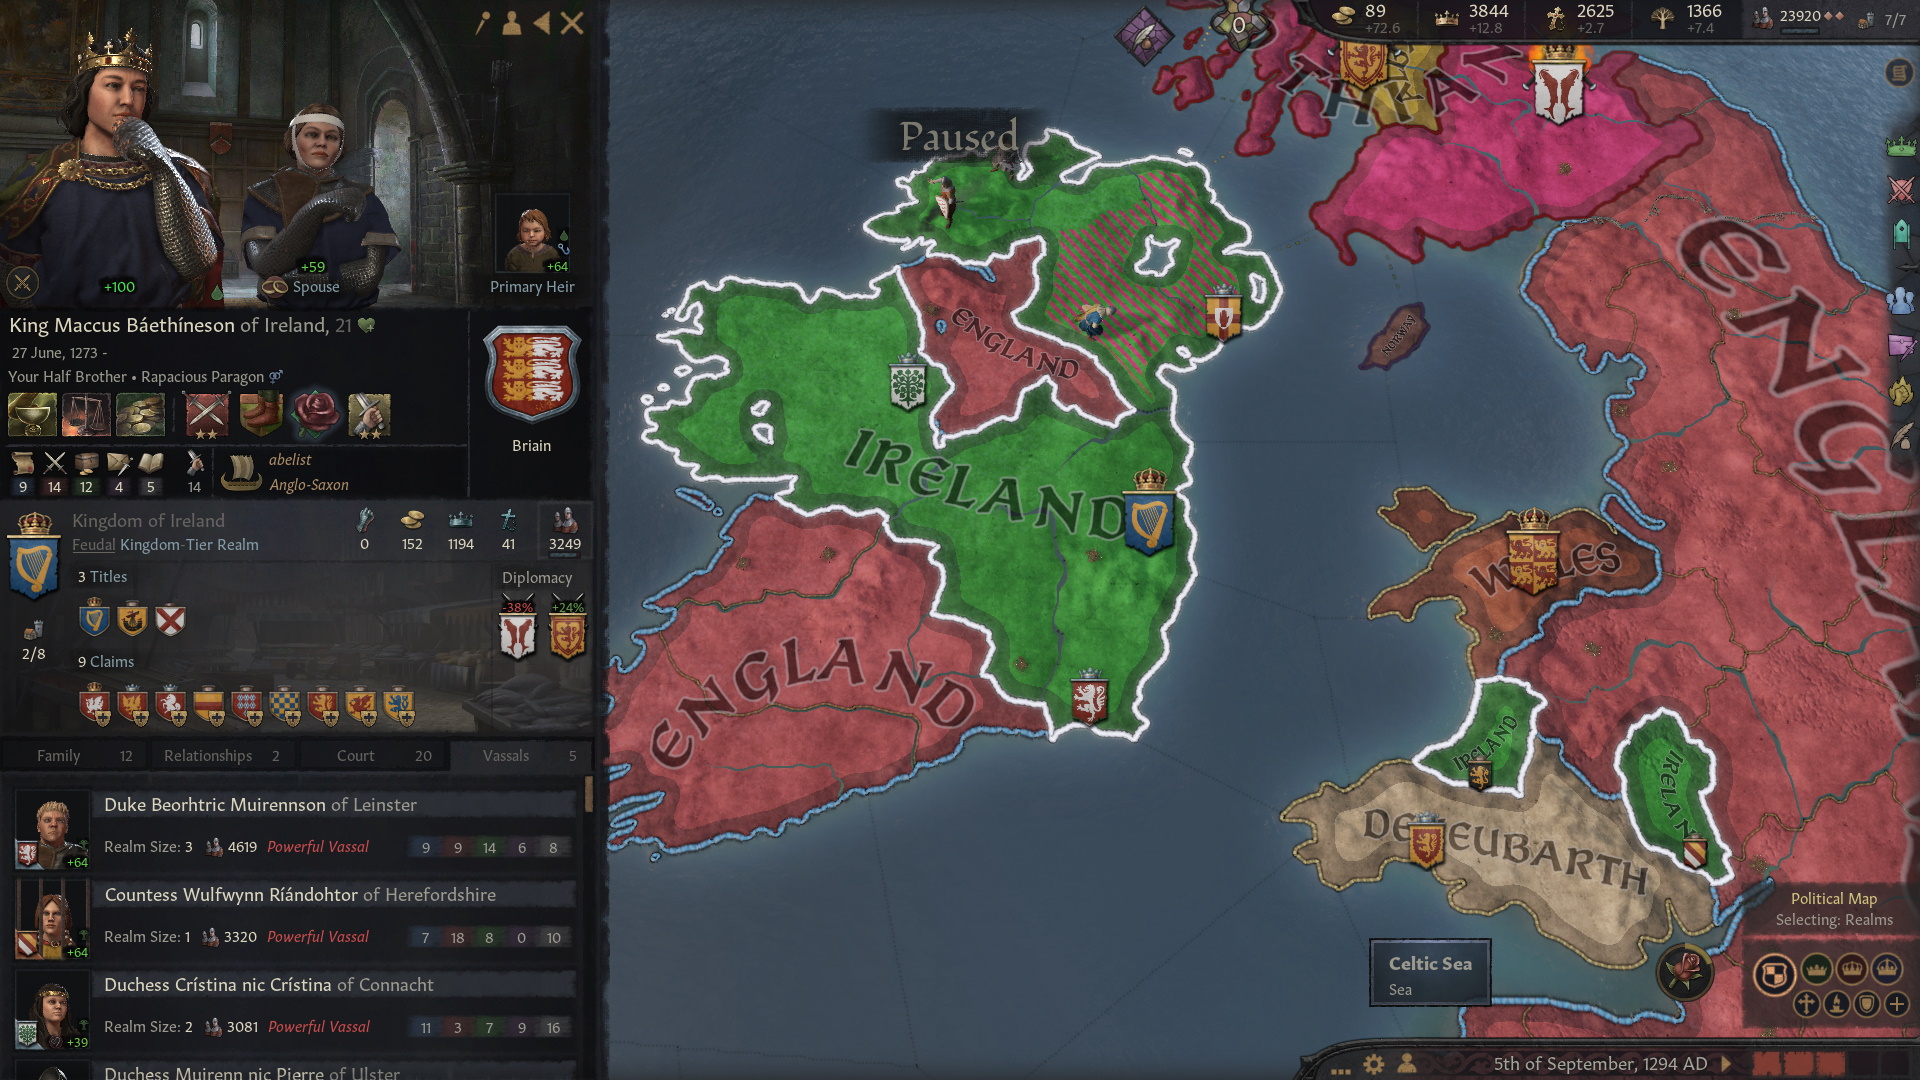 89
+72.6
3844
+12.8
2625
+2.7
1366
+7.4
23920
7/7
0
Paused
+100
+59
Spouse
+64
Primary Heir
King Maccus Báethíneson of Ireland, 21
27 June, 1273 -
Your Half Brother • Rapacious Paragon
Briain
9 14 12 4 5 14
abelist
Anglo-Saxon
Kingdom of Ireland
Feudal Kingdom-Tier Realm
0 152 1194 41 3249
3 Titles
Diplomacy
-38% +24%
2/8
9 Claims
Family 12
Relationships 2
Court 20
Vassals 5
Duke Beorhtric Muirennson of Leinster
Realm Size: 3 4619 Powerful Vassal 9 9 14 6 8
+64
Countess Wulfwynn Ríándohtor of Herefordshire
Realm Size: 1 3320 Powerful Vassal 7 18 8 0 10
+64
Duchess Crístina nic Crístina of Connacht
Realm Size: 2 3081 Powerful Vassal 11 3 7 9 16
+39
Duchess Muirenn nic Pierre of Ulster
ENGLAND
NORWAY
IRELAND
ENGLAND
ENGLAND
WALES
IRELAND
DEHEUBARTH
Celtic Sea
Sea
Political Map
Selecting: Realms
5th of September, 1294 AD